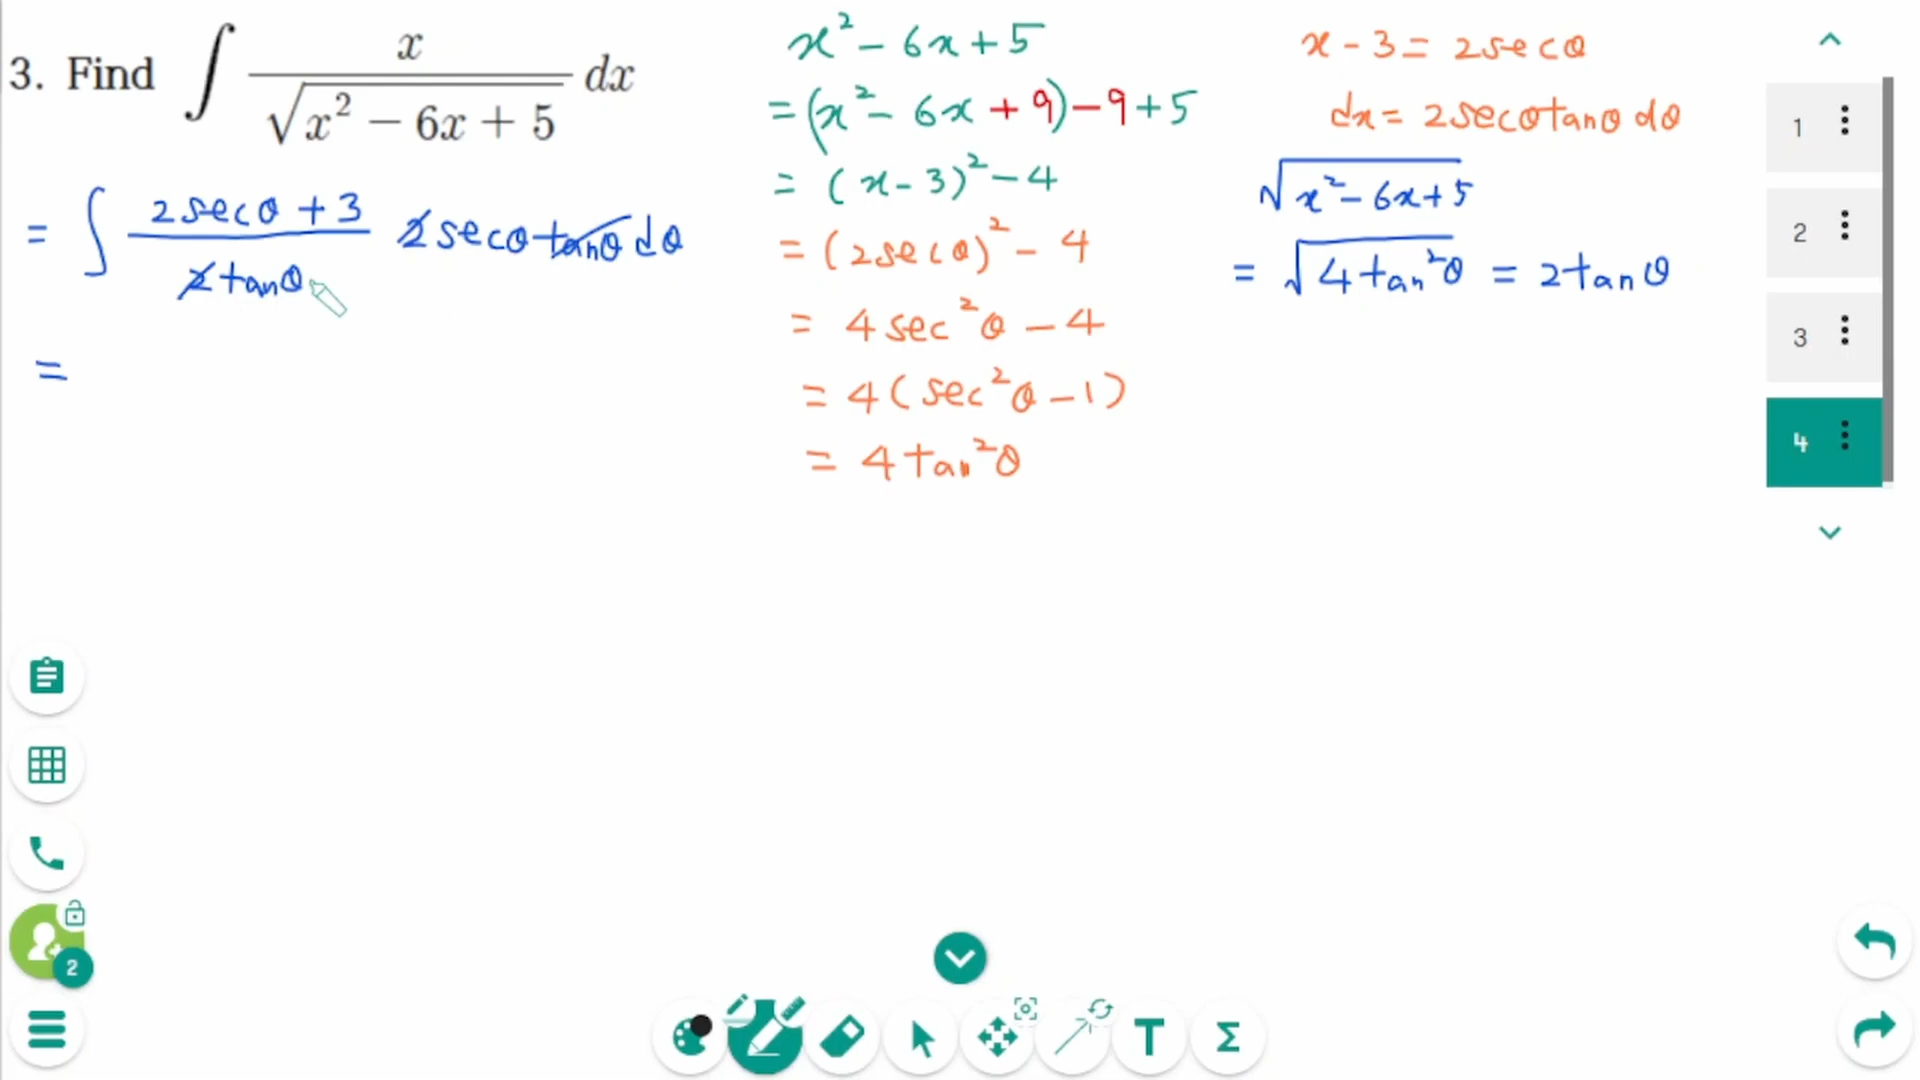 3. Find ∫ x / √(x² − 6x + 5) dx
= ∫ (2secθ + 3) / (2tanθ) 2secθtanθ dθ
=
x² − 6x + 5
= (x² − 6x + 9) − 9 + 5
= (x − 3)² − 4
= (2secθ)² − 4
= 4sec²θ − 4
= 4(sec²θ − 1)
= 4tan²θ
x − 3 = 2secθ
dx = 2secθtanθ dθ
√(x² − 6x + 5)
= √(4tan²θ) = 2tanθ
1
2
3
4
2
T
Σ